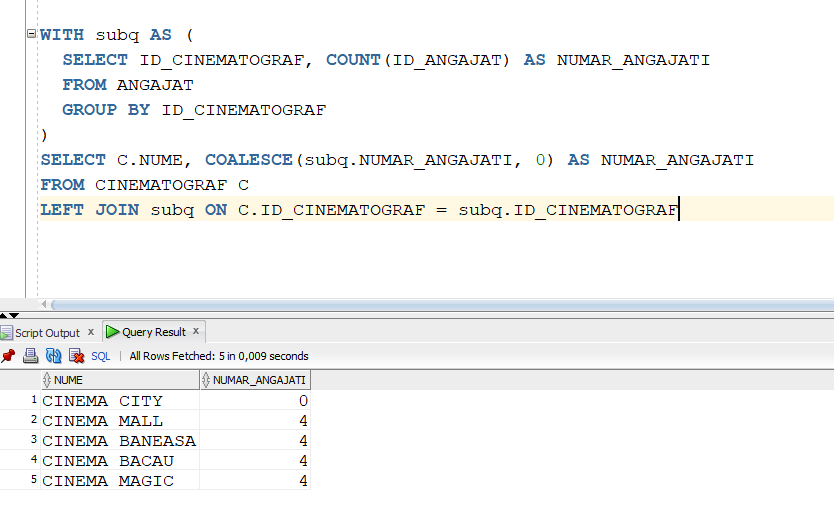 WITH subq AS (
SELECT ID_CINEMATOGRAF, COUNT(ID_ANGAJAT) AS NUMAR_ANGAJATI
FROM ANGAJAT
GROUP BY ID_CINEMATOGRAF
)
SELECT C.NUME, COALESCE(subq.NUMAR_ANGAJATI, 0) AS NUMAR_ANGAJATI
FROM CINEMATOGRAF C
LEFT JOIN subq ON C.ID_CINEMATOGRAF = subq.ID_CINEMATOGRAF
Script Output x Query Result x
SQL | All Rows Fetched: 5 in 0,009 seconds
NUME NUMAR_ANGAJATI
1 CINEMA CITY 0
2 CINEMA MALL 4
3 CINEMA BANEASA 4
4 CINEMA BACAU 4
5 CINEMA MAGIC 4